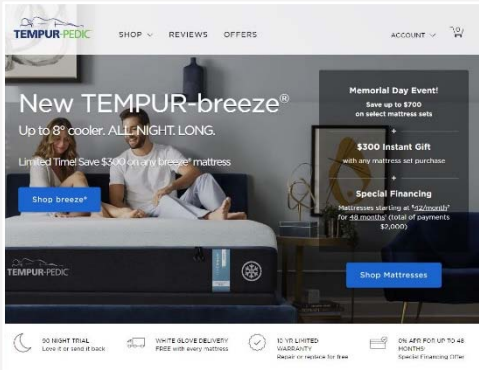 TEMPUR-PEDIC
SHOP
REVIEWS
OFFERS
ACCOUNT
0
New TEMPUR-breeze®
Up to 8° cooler. ALL NIGHT. LONG.
Limited Time! Save $300 on any breeze° mattress
Shop breeze°
Memorial Day Event!
Save up to $700
on select mattress sets
+
$300 Instant Gift
with any mattress set purchase
+
Special Financing
Mattresses starting at $42/month†
for 48 months† (total of payments
$2,000)
Shop Mattresses
TEMPUR-PEDIC
90 NIGHT TRIAL
Love it or send it back
WHITE GLOVE DELIVERY
FREE with every mattress
10 YR LIMITED
WARRANTY
Repair or replace for free
0% APR FOR UP TO 48
MONTHS†
Special Financing Offer